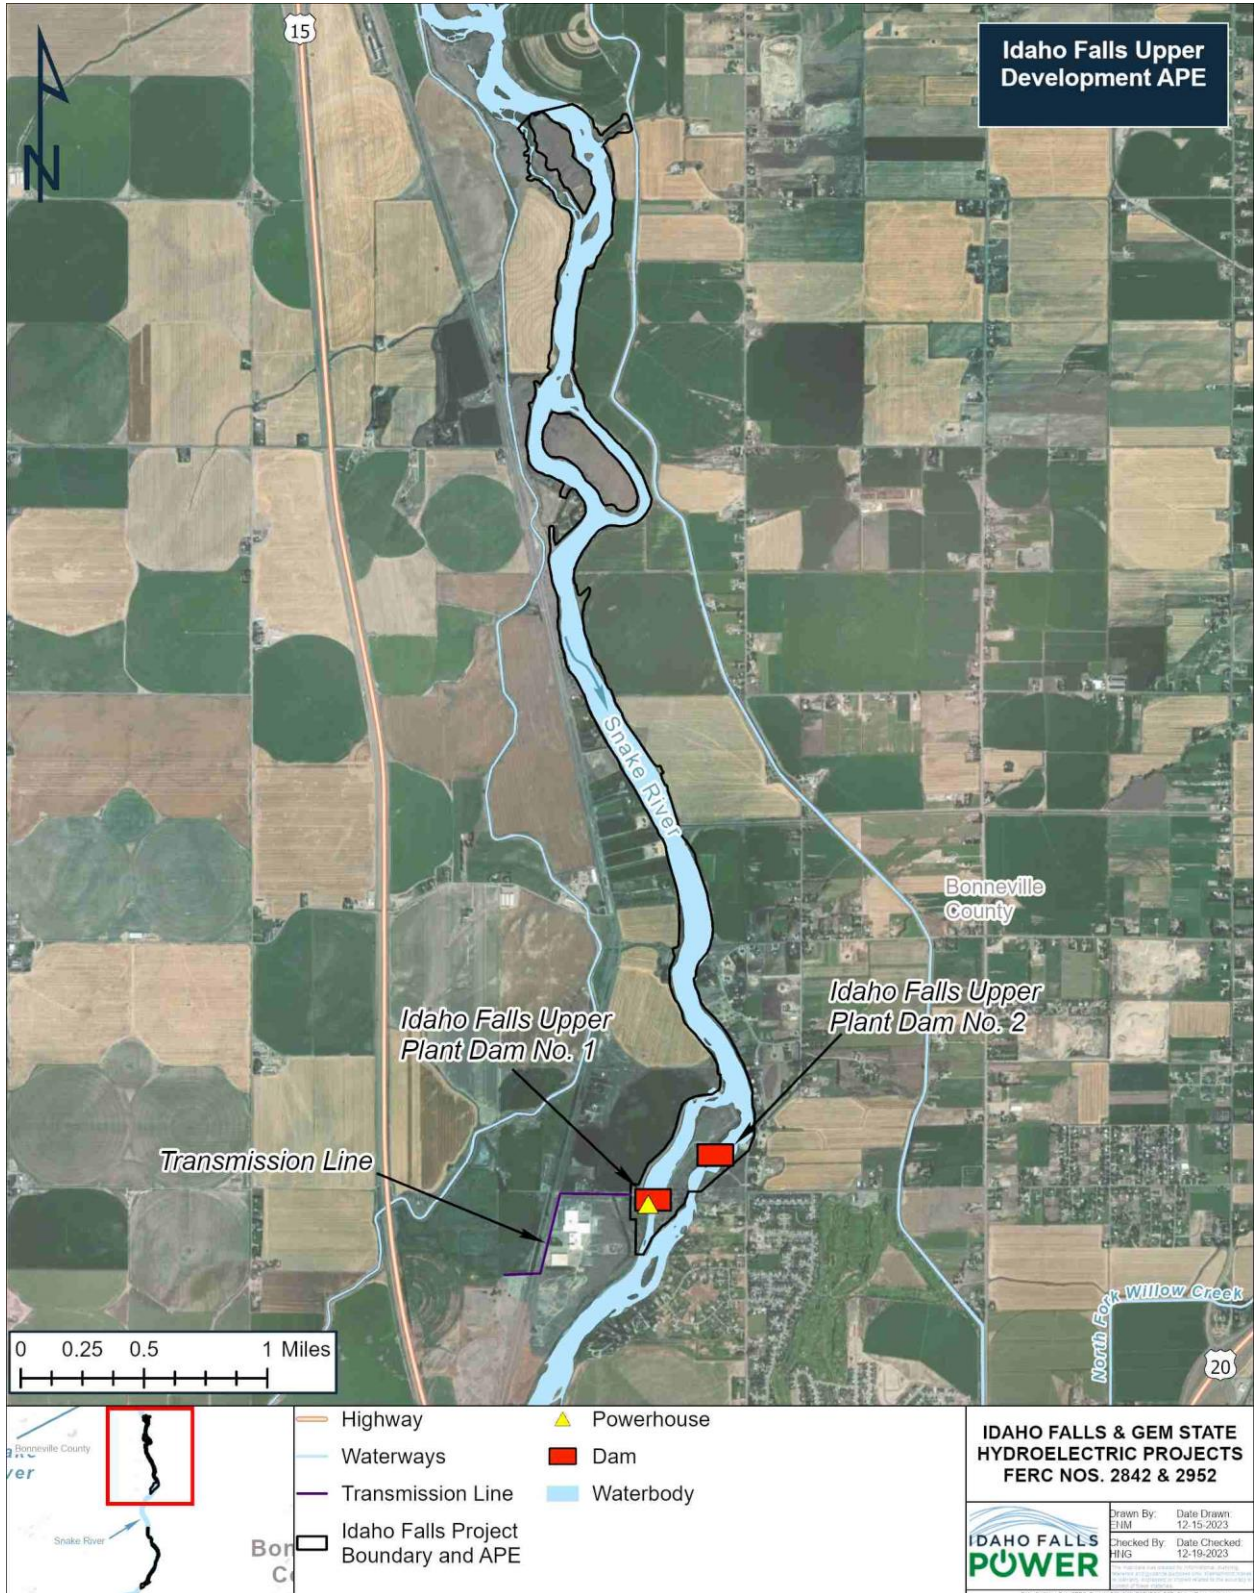 15
Idaho Falls Upper
Development APE
N
Snake River
Bonneville
County
Idaho Falls Upper
Plant Dam No. 2
Idaho Falls Upper
Plant Dam No. 1
Transmission Line
North Fork Willow Creek
20
0 0.25 0.5 1 Miles
Bonneville County
ver
Snake River
Bon
Highway
Waterways
Transmission Line
Idaho Falls Project
Boundary and APE
Powerhouse
Dam
Waterbody
IDAHO FALLS & GEM STATE
HYDROELECTRIC PROJECTS
FERC NOS. 2842 & 2952
IDAHO FALLS
POWER
Drawn By: Date Drawn:
ENM 12-15-2023
Checked By: Date Checked:
HNG 12-19-2023